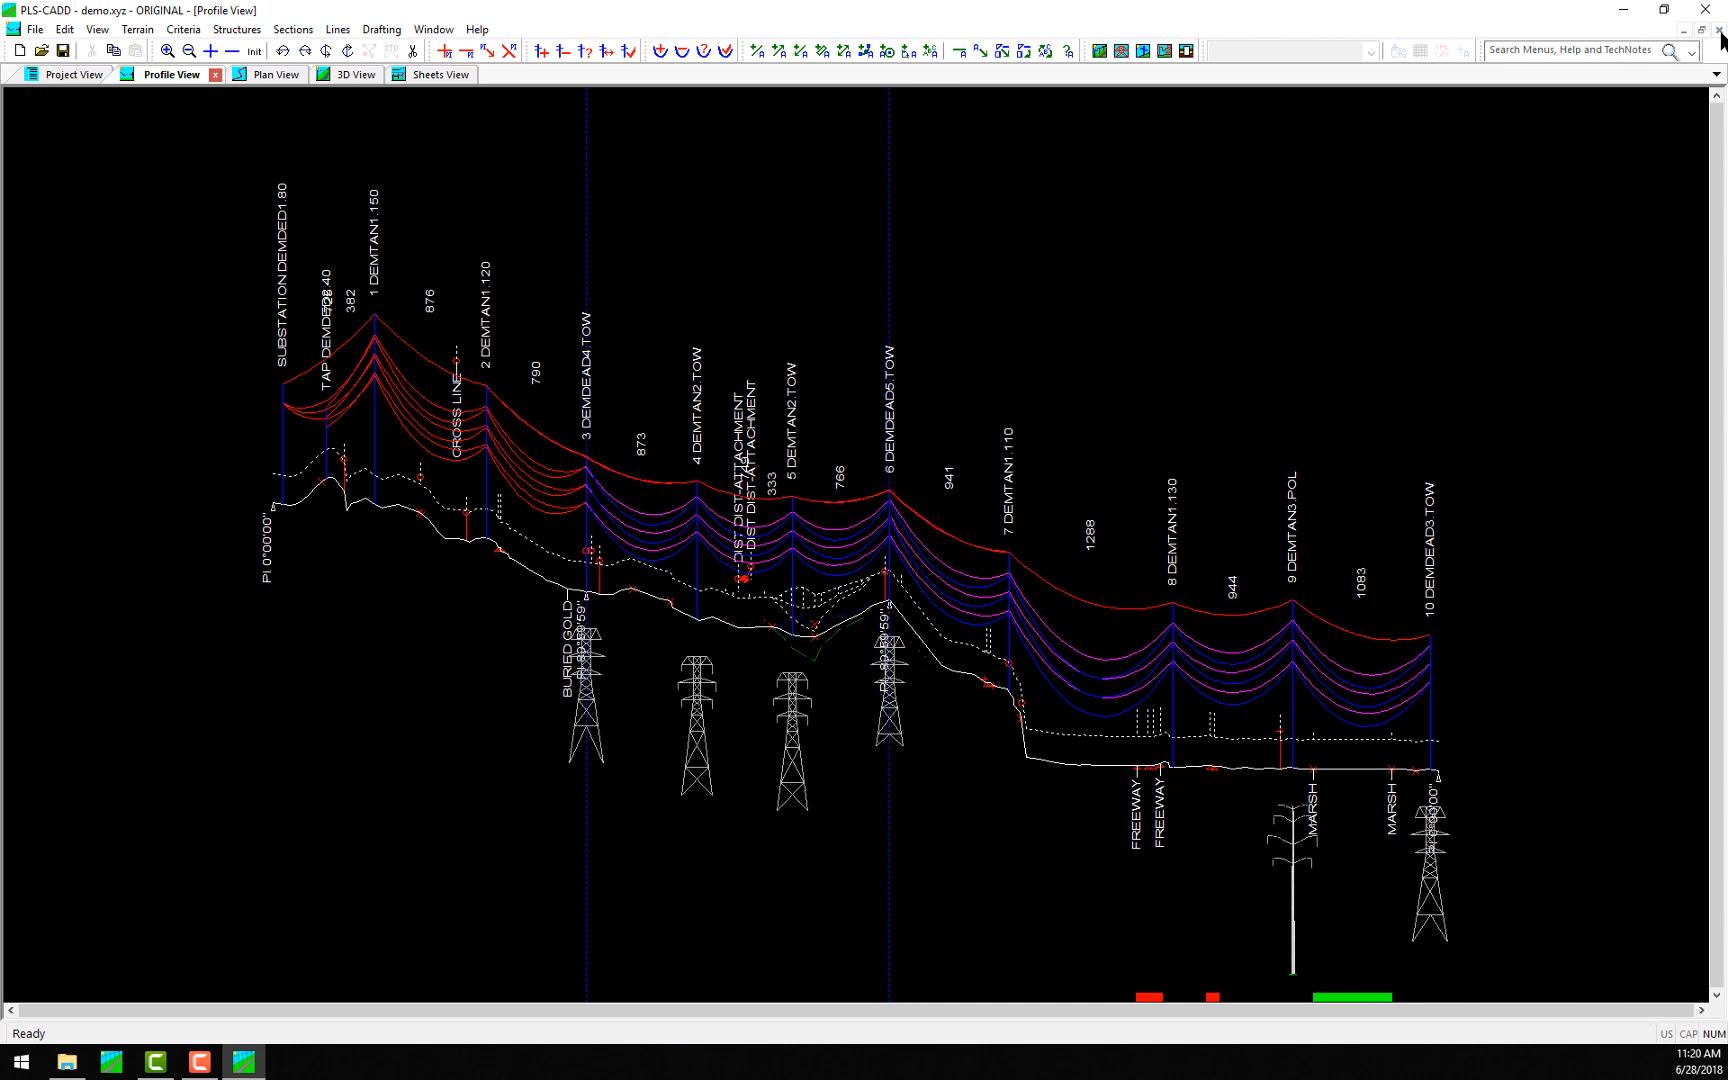 PLS-CADD - demo.xyz - ORIGINAL - [Profile View]
File Edit View Terrain Criteria Structures Sections Lines Drafting Window Help
Init
Search Menus, Help and TechNotes
Project View Profile View Plan View 3D View Sheets View
SUBSTATION DEMDED1.80
TAP DEMDED8.40
382
1 DEMTAN1.150
876
CROSS LINE
2 DEMTAN1.120
790
3 DEMDEAD4.TOW
873
4 DEMTAN2.TOW
DIST DIST-ATTACHMENT
DIST DIST-ATTACHMENT
333
5 DEMTAN2.TOW
766
6 DEMDEAD5.TOW
941
7 DEMTAN1.110
1288
8 DEMTAN1.130
944
9 DEMTAN3.POL
1083
10 DEMDEAD3.TOW
PI 0°00'00"
BURIED GOLD
FREEWAY
FREEWAY
MARSH
MARSH
Ready
US CAP NUM
11:20 AM
6/28/2018